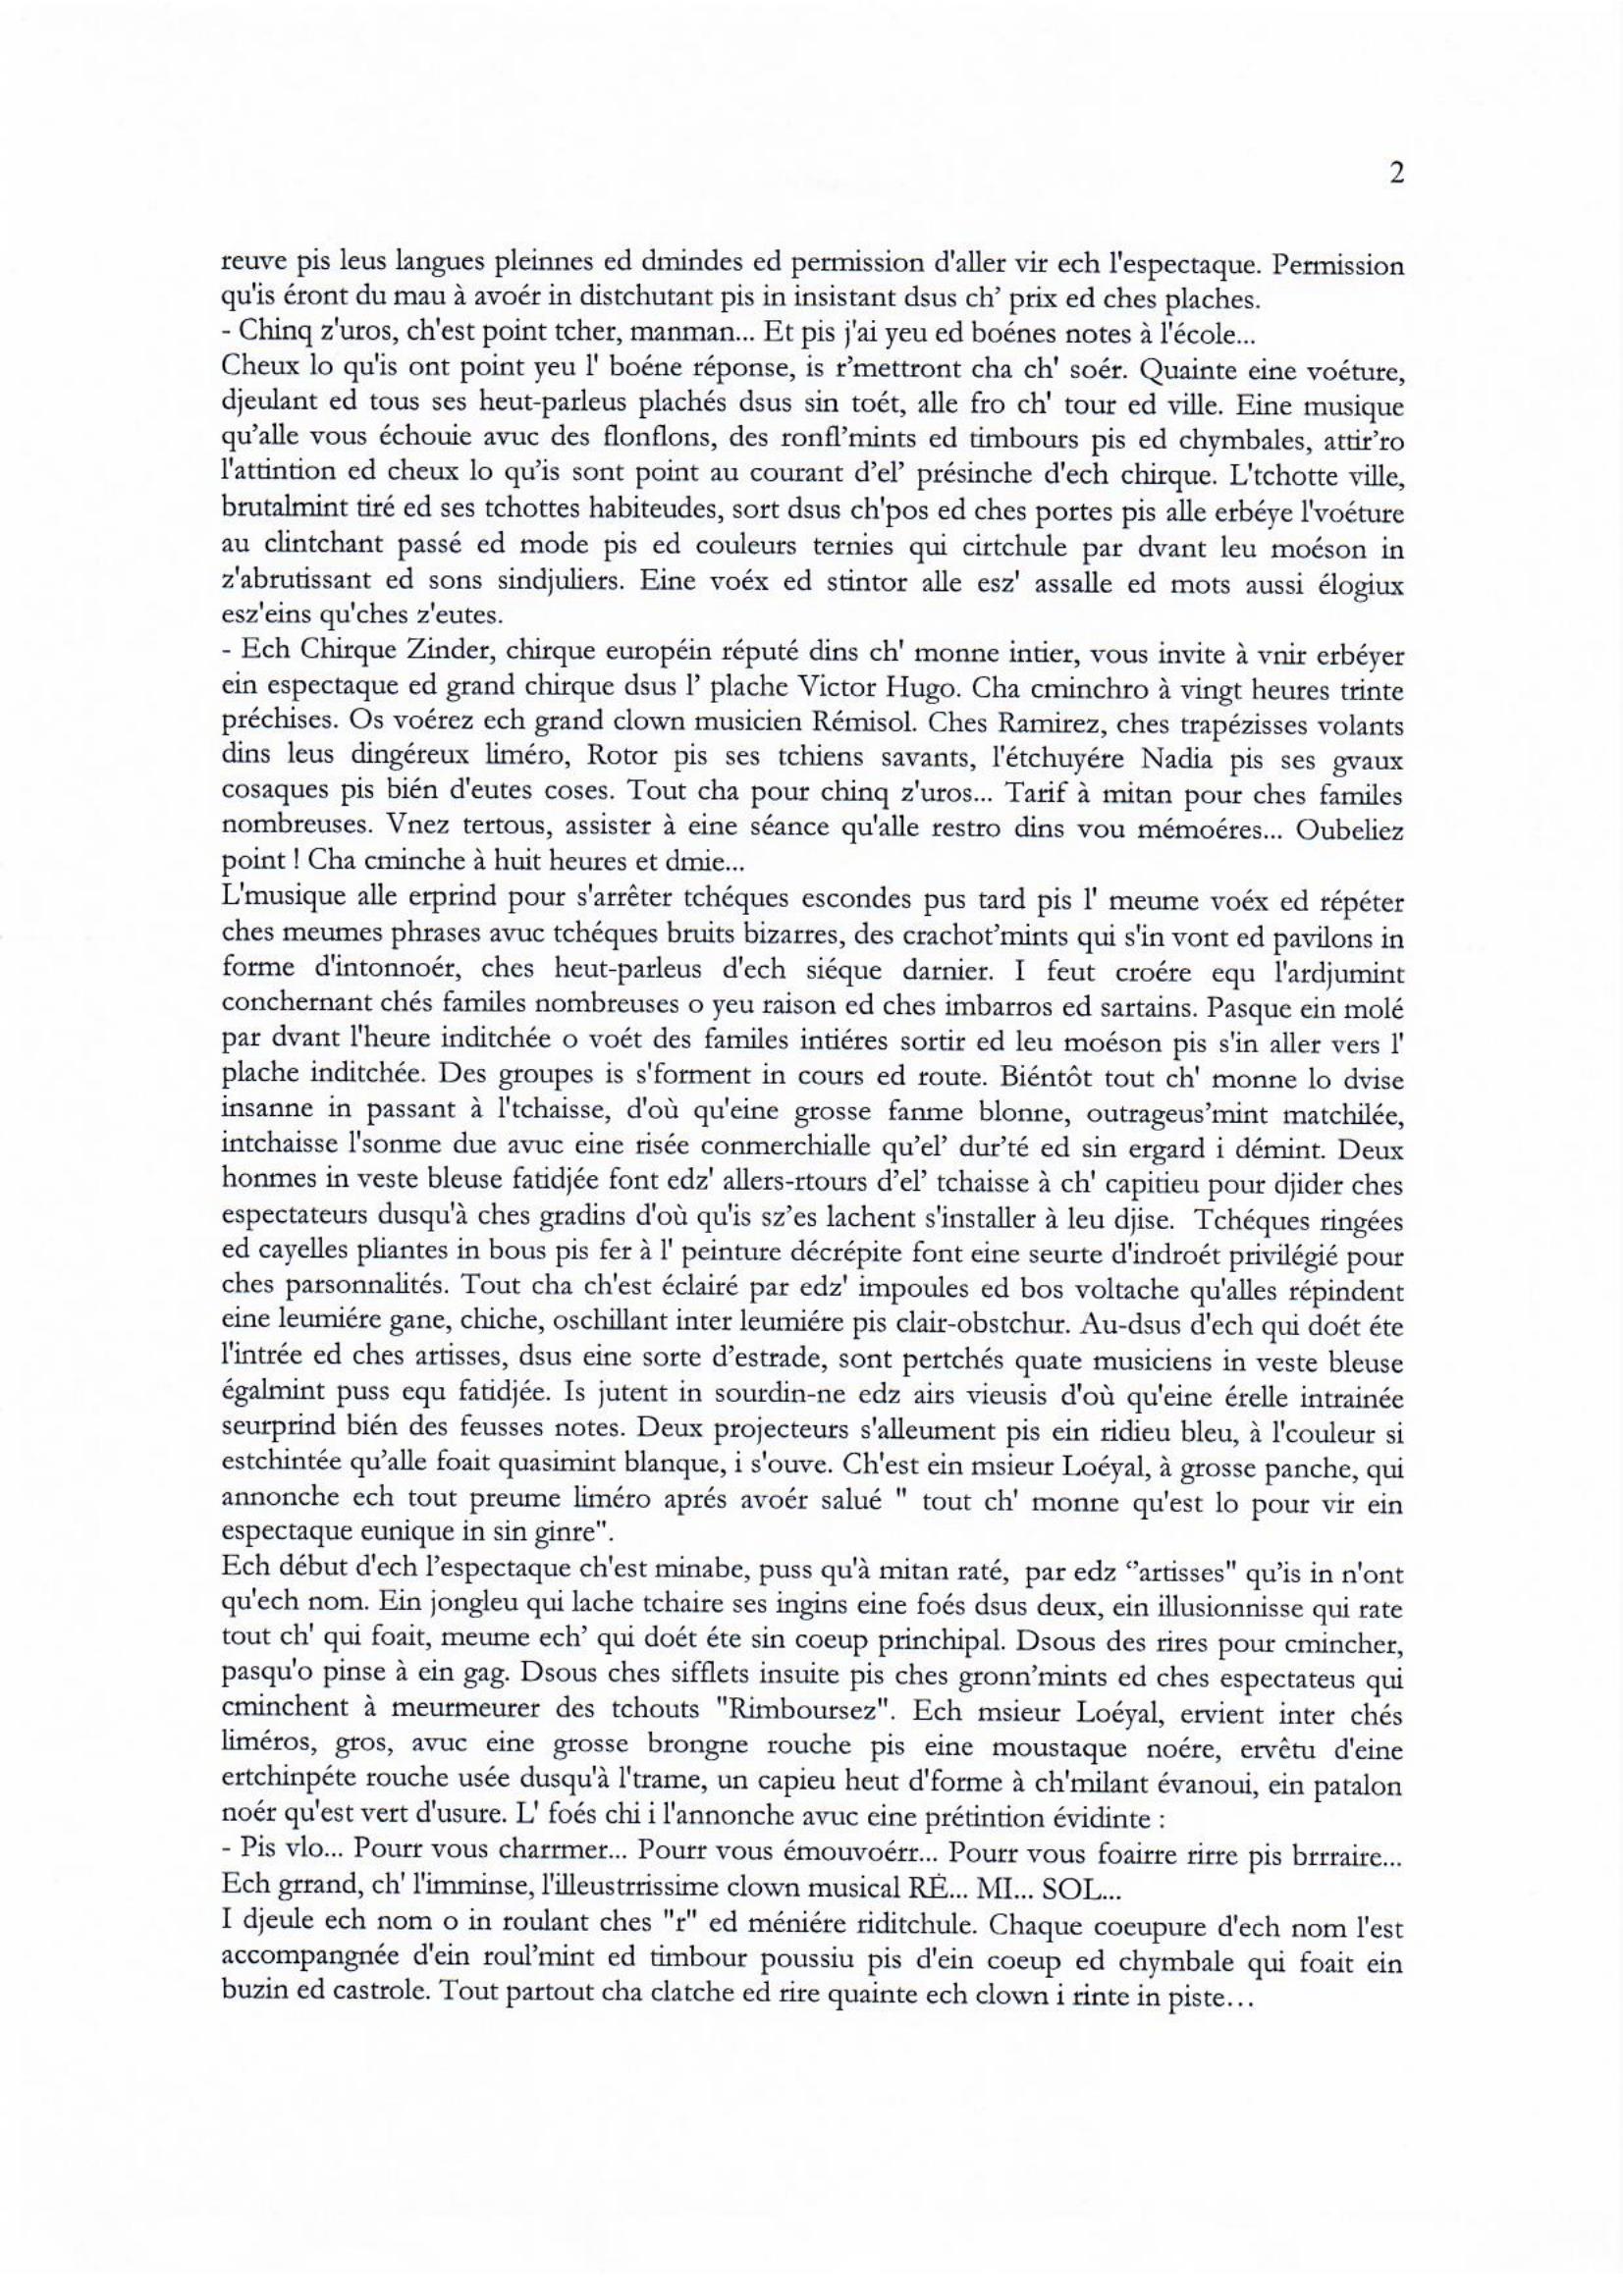 2
reuve pis leus langues pleinnes ed dmindes ed permission d'aller vir ech l'espectaque. Permission
qu'is éront du mau à avoér in distchutant pis in insistant dsus ch’ prix ed ches plaches.
- Chinq z'uros, ch'est point tcher, manman... Et pis j'ai yeu ed boénes notes à l'école...
Cheux lo qu'is ont point yeu l' boéne réponse, is r’mettront cha ch' soér. Quainte eine voéture,
djeulant ed tous ses heut-parleus plachés dsus sin toét, alle fro ch' tour ed ville. Eine musique
qu’alle vous échouie avuc des flonflons, des ronfl’mints ed timbours pis ed chymbales, attir’ro
l'attintion ed cheux lo qu’is sont point au courant d’el’ présinche d'ech chirque. L'tchotte ville,
brutalmint tiré ed ses tchottes habiteudes, sort dsus ch'pos ed ches portes pis alle erbéye l'voéture
au clintchant passé ed mode pis ed couleurs ternies qui cirtchule par dvant leu moéson in
z'abrutissant ed sons sindjuliers. Eine voéx ed stintor alle esz' assalle ed mots aussi élogiux
esz'eins qu'ches z'eutes.
- Ech Chirque Zinder, chirque européin réputé dins ch' monne intier, vous invite à vnir erbéyer
ein espectaque ed grand chirque dsus l’ plache Victor Hugo. Cha cminchro à vingt heures trinte
préchises. Os voérez ech grand clown musicien Rémisol. Ches Ramirez, ches trapézisses volants
dins leus dingéreux liméro, Rotor pis ses tchiens savants, l'étchuyére Nadia pis ses gvaux
cosaques pis bién d'eutes coses. Tout cha pour chinq z'uros... Tarif à mitan pour ches familes
nombreuses. Vnez tertous, assister à eine séance qu'alle restro dins vou mémoéres... Oubeliez
point ! Cha cminche à huit heures et dmie...
L'musique alle erprind pour s'arrêter tchéques escondes pus tard pis l' meume voéx ed répéter
ches meumes phrases avuc tchéques bruits bizarres, des crachot’mints qui s'in vont ed pavilons in
forme d'intonnoér, ches heut-parleus d'ech siéque darnier. I feut croére equ l'ardjumint
conchernant chés familes nombreuses o yeu raison ed ches imbarros ed sartains. Pasque ein molé
par dvant l'heure inditchée o voét des familes intiéres sortir ed leu moéson pis s'in aller vers l'
plache inditchée. Des groupes is s'forment in cours ed route. Biéntôt tout ch' monne lo dvise
insanne in passant à l'tchaisse, d'où qu'eine grosse fanme blonne, outrageus’mint matchilée,
intchaisse l'sonme due avuc eine risée conmerchialle qu’el’ dur’té ed sin ergard i démint. Deux
honmes in veste bleuse fatidjée font edz' allers-rtours d’el’ tchaisse à ch' capitieu pour djider ches
espectateurs dusqu'à ches gradins d'où qu'is sz’es lachent s'installer à leu djise. Tchéques ringées
ed cayelles pliantes in bous pis fer à l' peinture décrépite font eine seurte d'indroét privilégié pour
ches parsonnalités. Tout cha ch'est éclairé par edz' impoules ed bos voltache qu'alles répindent
eine leumiére gane, chiche, oschillant inter leumiére pis clair-obstchur. Au-dsus d'ech qui doét éte
l'intrée ed ches artisses, dsus eine sorte d’estrade, sont pertchés quate musiciens in veste bleuse
égalmint puss equ fatidjée. Is jutent in sourdin-ne edz airs vieusis d'où qu'eine érelle intrainée
seurprind bién des feusses notes. Deux projecteurs s'alleument pis ein ridieu bleu, à l'couleur si
estchintée qu’alle foait quasimint blanque, i s'ouve. Ch'est ein msieur Loéyal, à grosse panche, qui
annonche ech tout preume liméro aprés avoér salué " tout ch' monne qu'est lo pour vir ein
espectaque eunique in sin ginre".
Ech début d'ech l’espectaque ch'est minabe, puss qu'à mitan raté, par edz ‘’artisses" qu’is in n'ont
qu'ech nom. Ein jongleu qui lache tchaire ses ingins eine foés dsus deux, ein illusionnisse qui rate
tout ch' qui foait, meume ech’ qui doét éte sin coeup princhipal. Dsous des rires pour cmincher,
pasqu'o pinse à ein gag. Dsous ches sifflets insuite pis ches gronn’mints ed ches espectateus qui
cminchent à meurmeurer des tchouts "Rimboursez". Ech msieur Loéyal, ervient inter chés
liméros, gros, avuc eine grosse brongne rouche pis eine moustaque noére, ervêtu d'eine
ertchinpéte rouche usée dusqu'à l'trame, un capieu heut d'forme à ch'milant évanoui, ein patalon
noér qu'est vert d'usure. L' foés chi i l'annonche avuc eine prétintion évidinte :
- Pis vlo... Pourr vous charrmer... Pourr vous émouvoérr... Pourr vous foairre rirre pis brrraire...
Ech grrand, ch' l'imminse, l'illeustrrissime clown musical RÉ... MI... SOL...
I djeule ech nom o in roulant ches "r" ed méniére riditchule. Chaque coeupure d'ech nom l'est
accompangnée d'ein roul’mint ed timbour poussiu pis d'ein coeup ed chymbale qui foait ein
buzin ed castrole. Tout partout cha clatche ed rire quainte ech clown i rinte in piste…